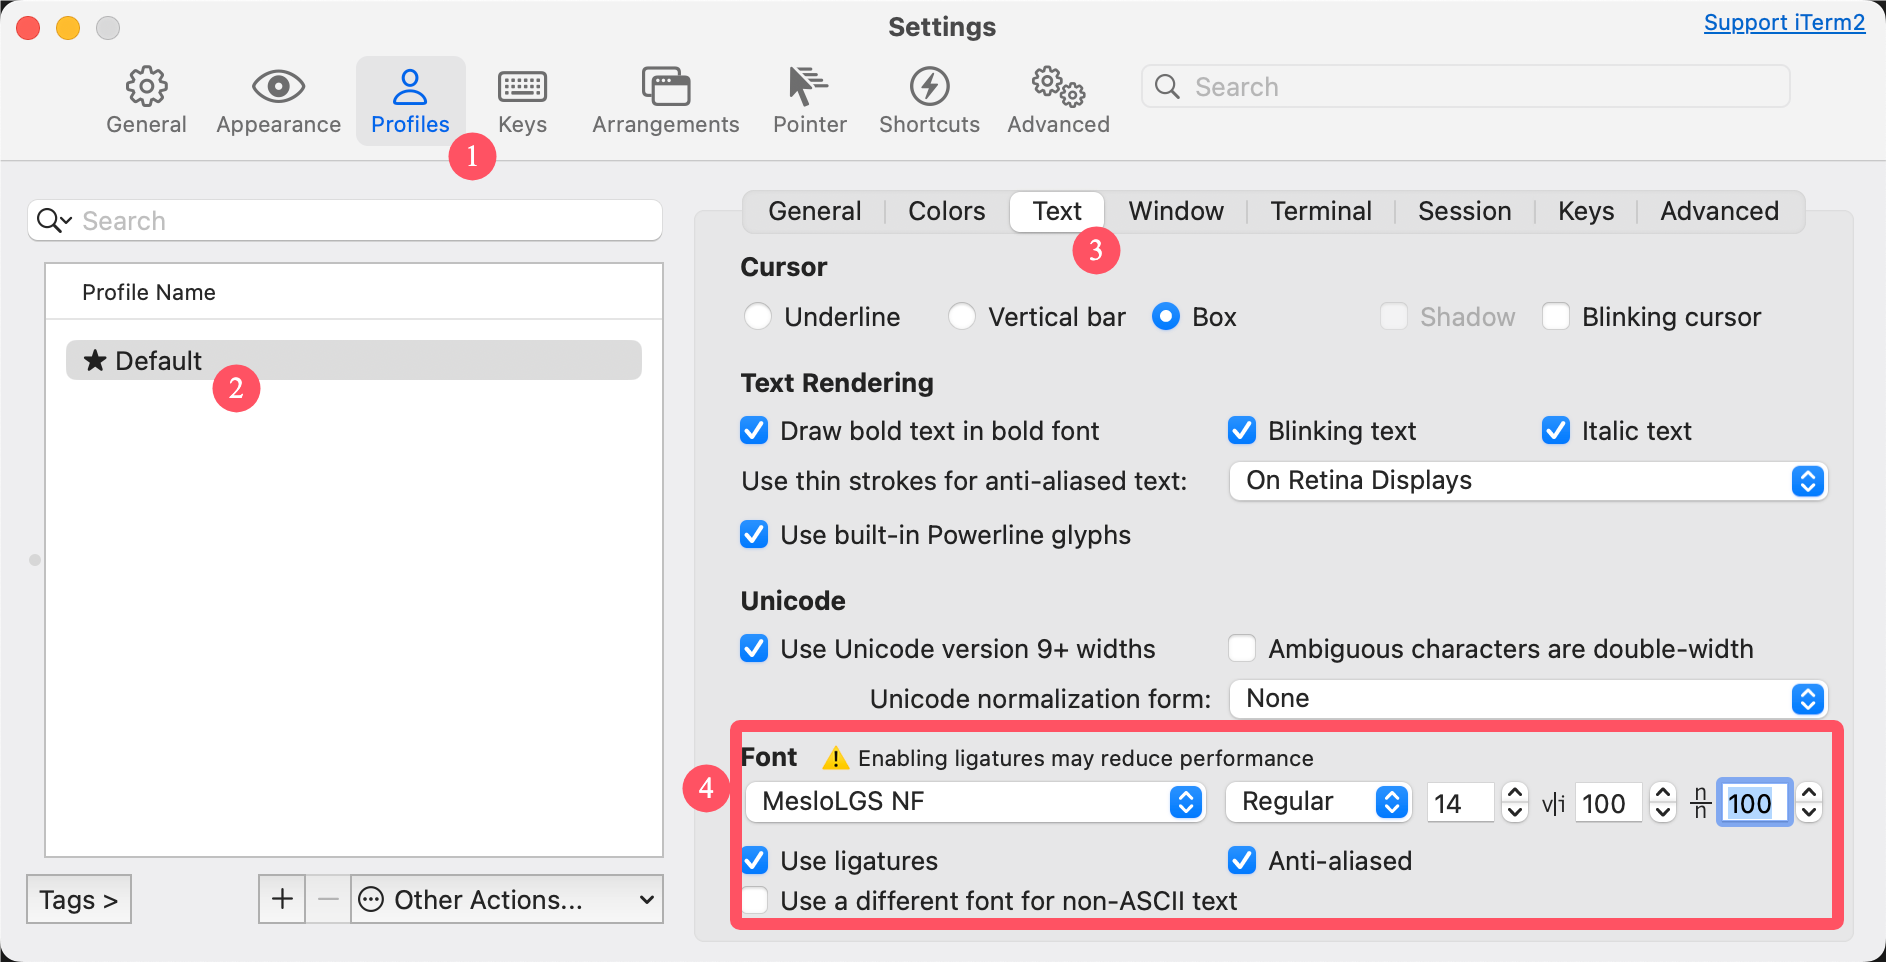 Settings
Support iTerm2
General Appearance Profiles Keys Arrangements Pointer Shortcuts Advanced Search
1
Search
Profile Name
★ Default
2
General Colors Text Window Terminal Session Keys Advanced
3
Cursor
Underline Vertical bar Box Shadow Blinking cursor
Text Rendering
Draw bold text in bold font Blinking text Italic text
Use thin strokes for anti-aliased text: On Retina Displays
Use built-in Powerline glyphs
Unicode
Use Unicode version 9+ widths Ambiguous characters are double-width
Unicode normalization form: None
4
Font Enabling ligatures may reduce performance
MesloLGS NF Regular 14 v|i 100 n/n 100
Use ligatures Anti-aliased
Use a different font for non-ASCII text
Tags > + − Other Actions...